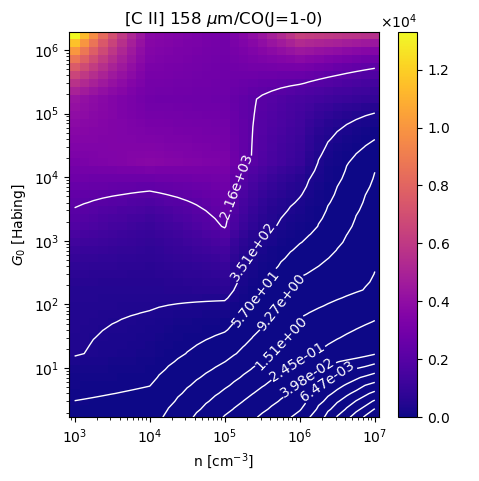 [C II] 158 μm/CO(J=1-0)
×10⁴
10⁶
10⁵
10⁴
10³
10²
10¹
G₀ [Habing]
2.16e+03
3.51e+02
5.70e+01
9.27e+00
1.51e+00
2.45e-01
3.98e-02
6.47e-03
1.2
1.0
0.8
0.6
0.4
0.2
0.0
10³
10⁴
10⁵
10⁶
10⁷
n [cm⁻³]